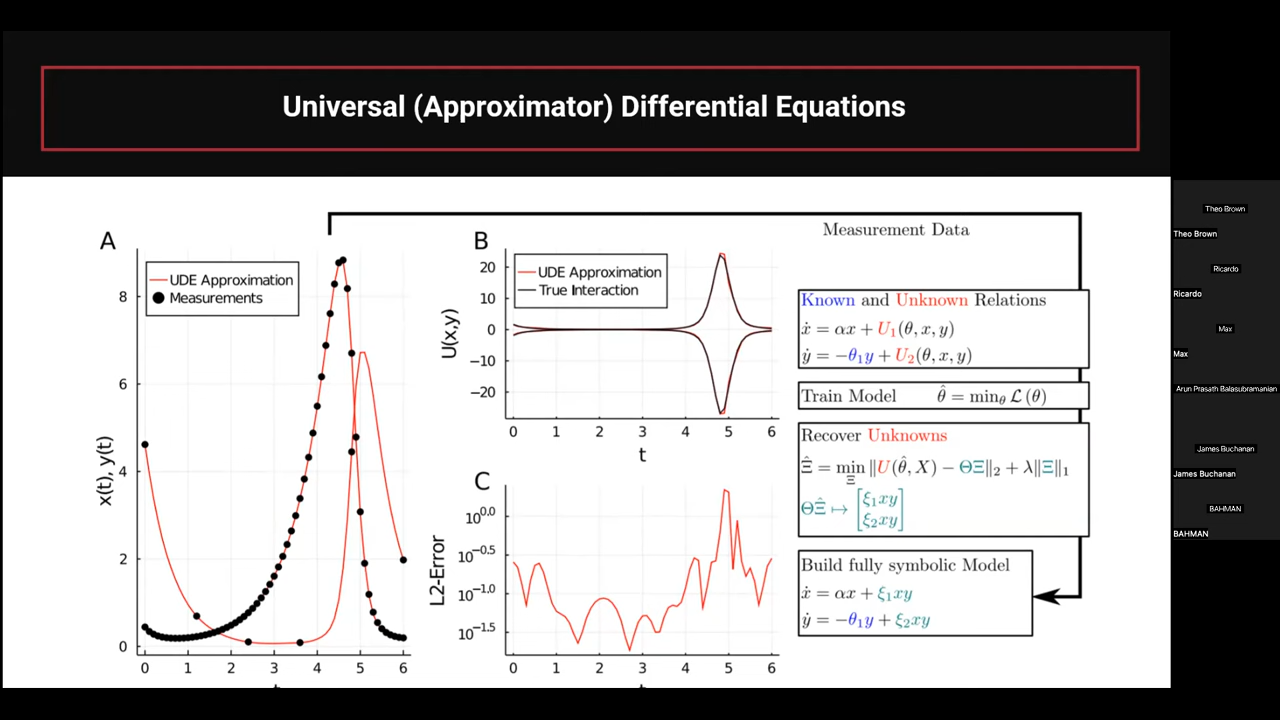 Universal (Approximator) Differential Equations
A
UDE Approximation
Measurements
x(t), y(t)
8
6
4
2
0
0 1 2 3 4 5 6
B
UDE Approximation
True Interaction
U(x,y)
20
10
0
−10
−20
0 1 2 3 4 5 6
t
C
L2-Error
10^0.0
10^−0.5
10^−1.0
10^−1.5
0 1 2 3 4 5 6
Measurement Data
Known and Unknown Relations
ẋ = αx + U₁(θ, x, y)
ẏ = −θ₁y + U₂(θ, x, y)
Train Model θ̂ = min_θ ℒ(θ)
Recover Unknowns
Ξ̂ = min_Ξ ‖U(θ̂, X) − ΘΞ‖₂ + λ‖Ξ‖₁
ΘΞ̂ ↦ [ξ₁xy
ξ₂xy]
Build fully symbolic Model
ẋ = αx + ξ₁xy
ẏ = −θ₁y + ξ₂xy
Theo Brown
Theo Brown
Ricardo
Ricardo
Max
Max
Arun Prasath Balasubramanian
James Buchanan
James Buchanan
BAHMAN
BAHMAN